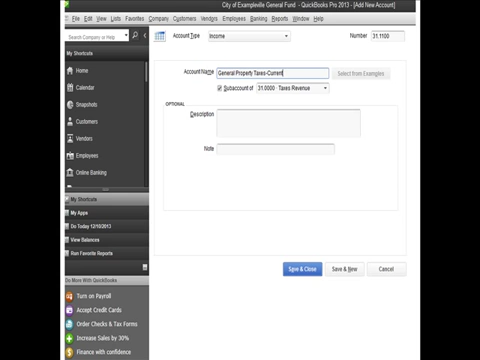 City of Exampleville General Fund - QuickBooks Pro 2013 - [Add New Account]
File Edit View Lists Favorites Company Customers Vendors Employees Banking Reports Window Help
Search Company or Help
Account Type Income Number 31.1100
My Shortcuts
Home
Calendar
Snapshots
Customers
Vendors
Employees
Online Banking
Account Name General Property Taxes-Current Select from Examples
Subaccount of 31.0000 · Taxes Revenue
OPTIONAL
Description
Note
My Shortcuts
My Apps
Do Today 12/10/2013
View Balances
Run Favorite Reports
Save & Close Save & New Cancel
Do More With QuickBooks
Turn on Payroll
Accept Credit Cards
Order Checks & Tax Forms
Increase Sales by 30%
Finance with confidence